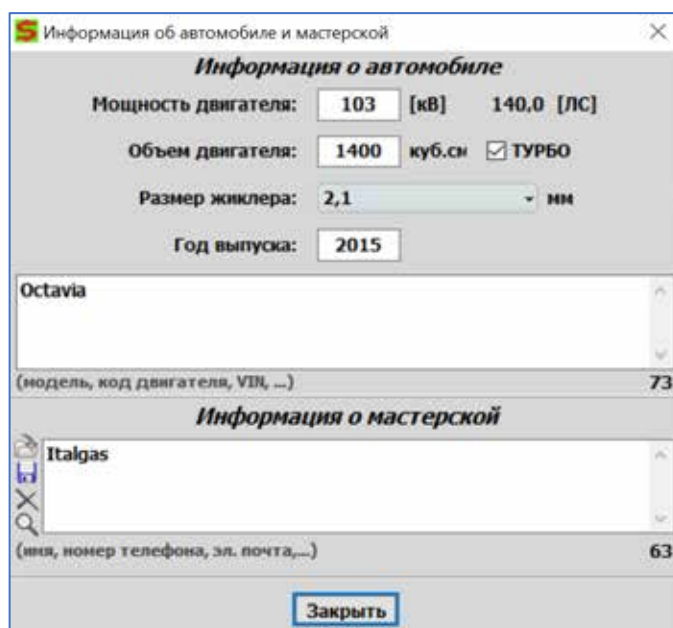 Информация об автомобиле и мастерской
Информация о автомобиле
Мощность двигателя: 103 [кВ] 140,0 [ЛС]
Объем двигателя: 1400 куб.см ТУРБО
Размер жиклера: 2,1 мм
Год выпуска: 2015
Octavia
(модель, код двигателя, VIN, ...) 73
Информация о мастерской
Italgas
(имя, номер телефона, эл. почта,...) 63
Закрыть